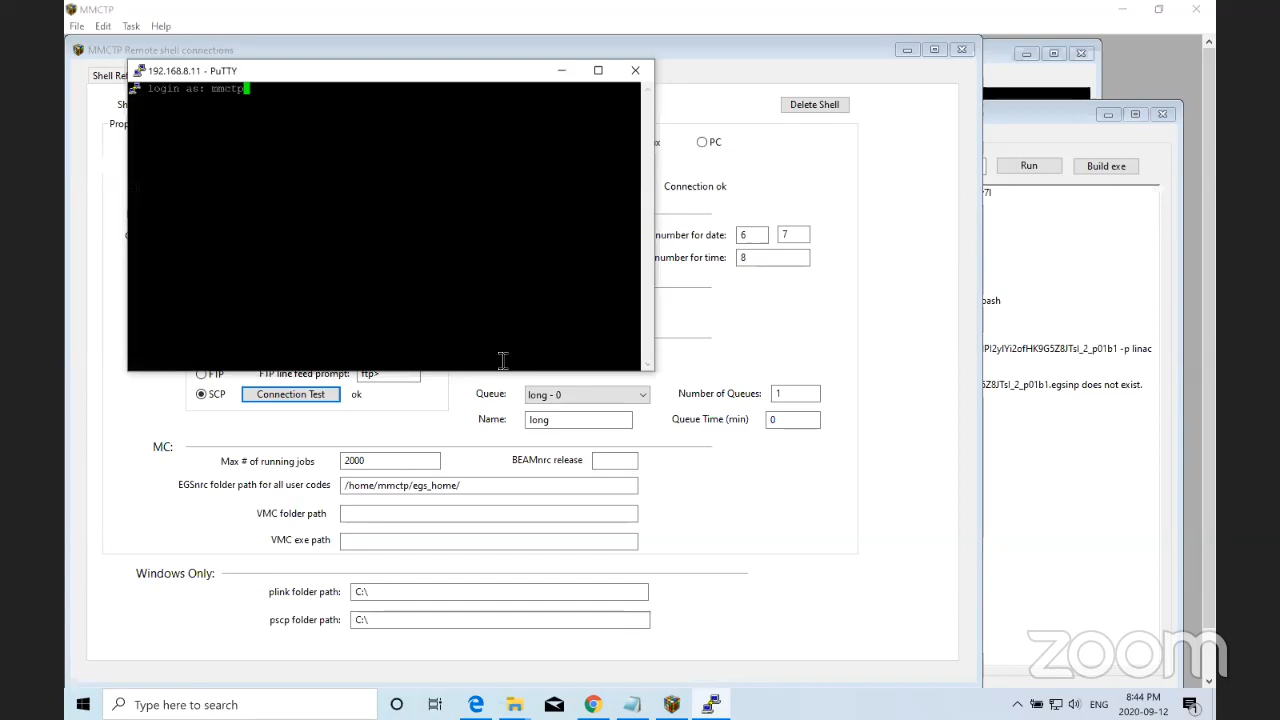 MMCTP
File Edit Task Help
MMCTP Remote shell connections
Delete Shell
192.168.8.11 - PuTTY
login as: mmctp
PC
Run
Build exe
Connection ok
number for date: 6 7
number for time: 8
bash
PI2yIYi2ofHK9G5Z8JTsI_2_p01b1 -p linac
5Z8JTsI_2_p01b1.egsinp does not exist.
FTP FTP line feed prompt: ftp>
SCP Connection Test ok
Queue: long - 0 Number of Queues: 1
Name: long Queue Time (min) 0
MC:
Max # of running jobs 2000 BEAMnrc release
EGSnrc folder path for all user codes /home/mmctp/egs_home/
VMC folder path
VMC exe path
Windows Only:
plink folder path: C:\
pscp folder path: C:\
zoom
Type here to search
ENG
8:44 PM
2020-09-12
1